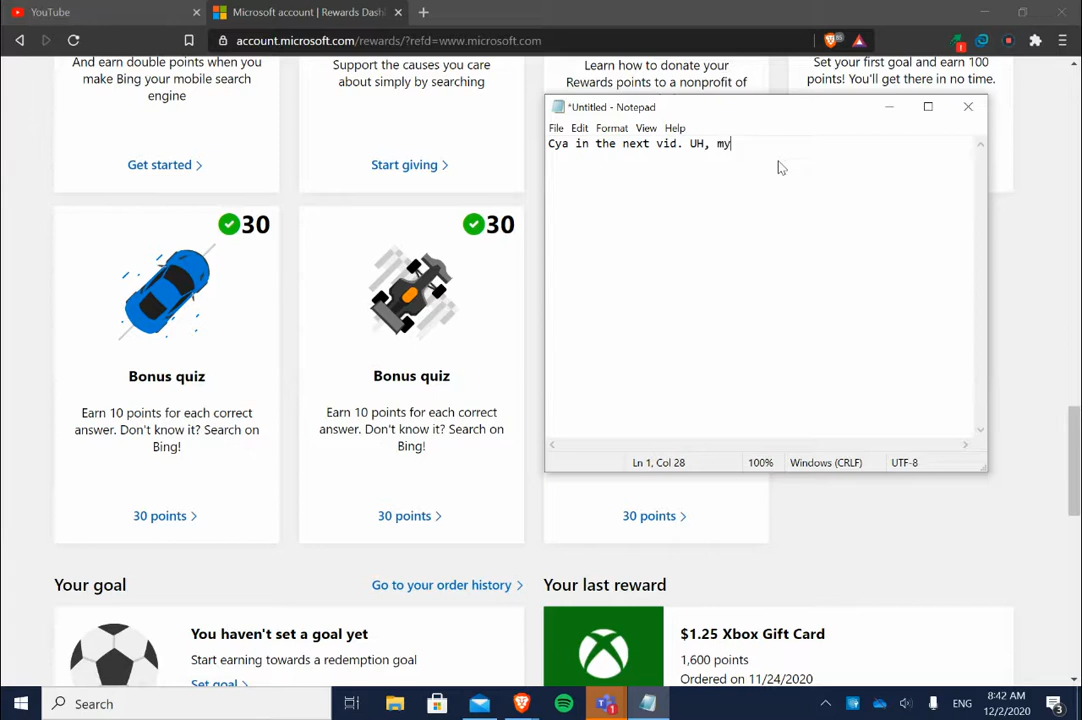 YouTube
Microsoft account | Rewards Dash
account.microsoft.com/rewards/?refd=www.microsoft.com
85
1
And earn double points when you
make Bing your mobile search
engine
Get started
Support the causes you care
about simply by searching
Start giving
Learn how to donate your
Rewards points to a nonprofit of
Set your first goal and earn 100
points! You'll get there in no time.
*Untitled - Notepad
File Edit Format View Help
Cya in the next vid. UH, my
Ln 1, Col 28
100%
Windows (CRLF)
UTF-8
30
Bonus quiz
Earn 10 points for each correct
answer. Don't know it? Search on
Bing!
30 points
30
Bonus quiz
Earn 10 points for each correct
answer. Don't know it? Search on
Bing!
30 points
30 points
Your goal
Go to your order history
You haven't set a goal yet
Start earning towards a redemption goal
Set goal
Your last reward
$1.25 Xbox Gift Card
1,600 points
Ordered on 11/24/2020
Search
1
ENG
8:42 AM
12/2/2020
3